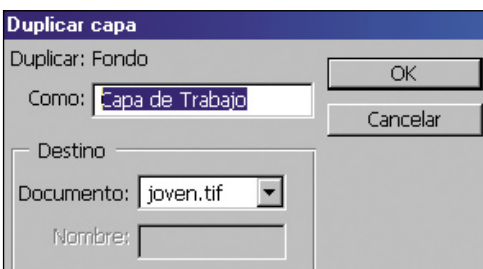 Duplicar capa
Duplicar: Fondo
OK
Como: Capa de Trabajo
Cancelar
Destino
Documento: joven.tif
Nombre: